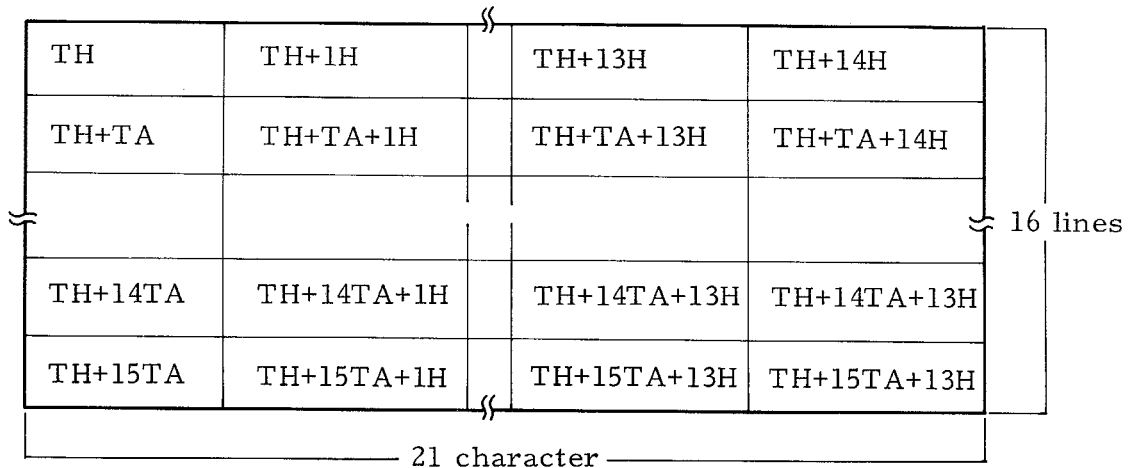 TH TH+1H TH+13H TH+14H
TH+TA TH+TA+1H TH+TA+13H TH+TA+14H
16 lines
TH+14TA TH+14TA+1H TH+14TA+13H TH+14TA+13H
TH+15TA TH+15TA+1H TH+15TA+13H TH+15TA+13H
21 character